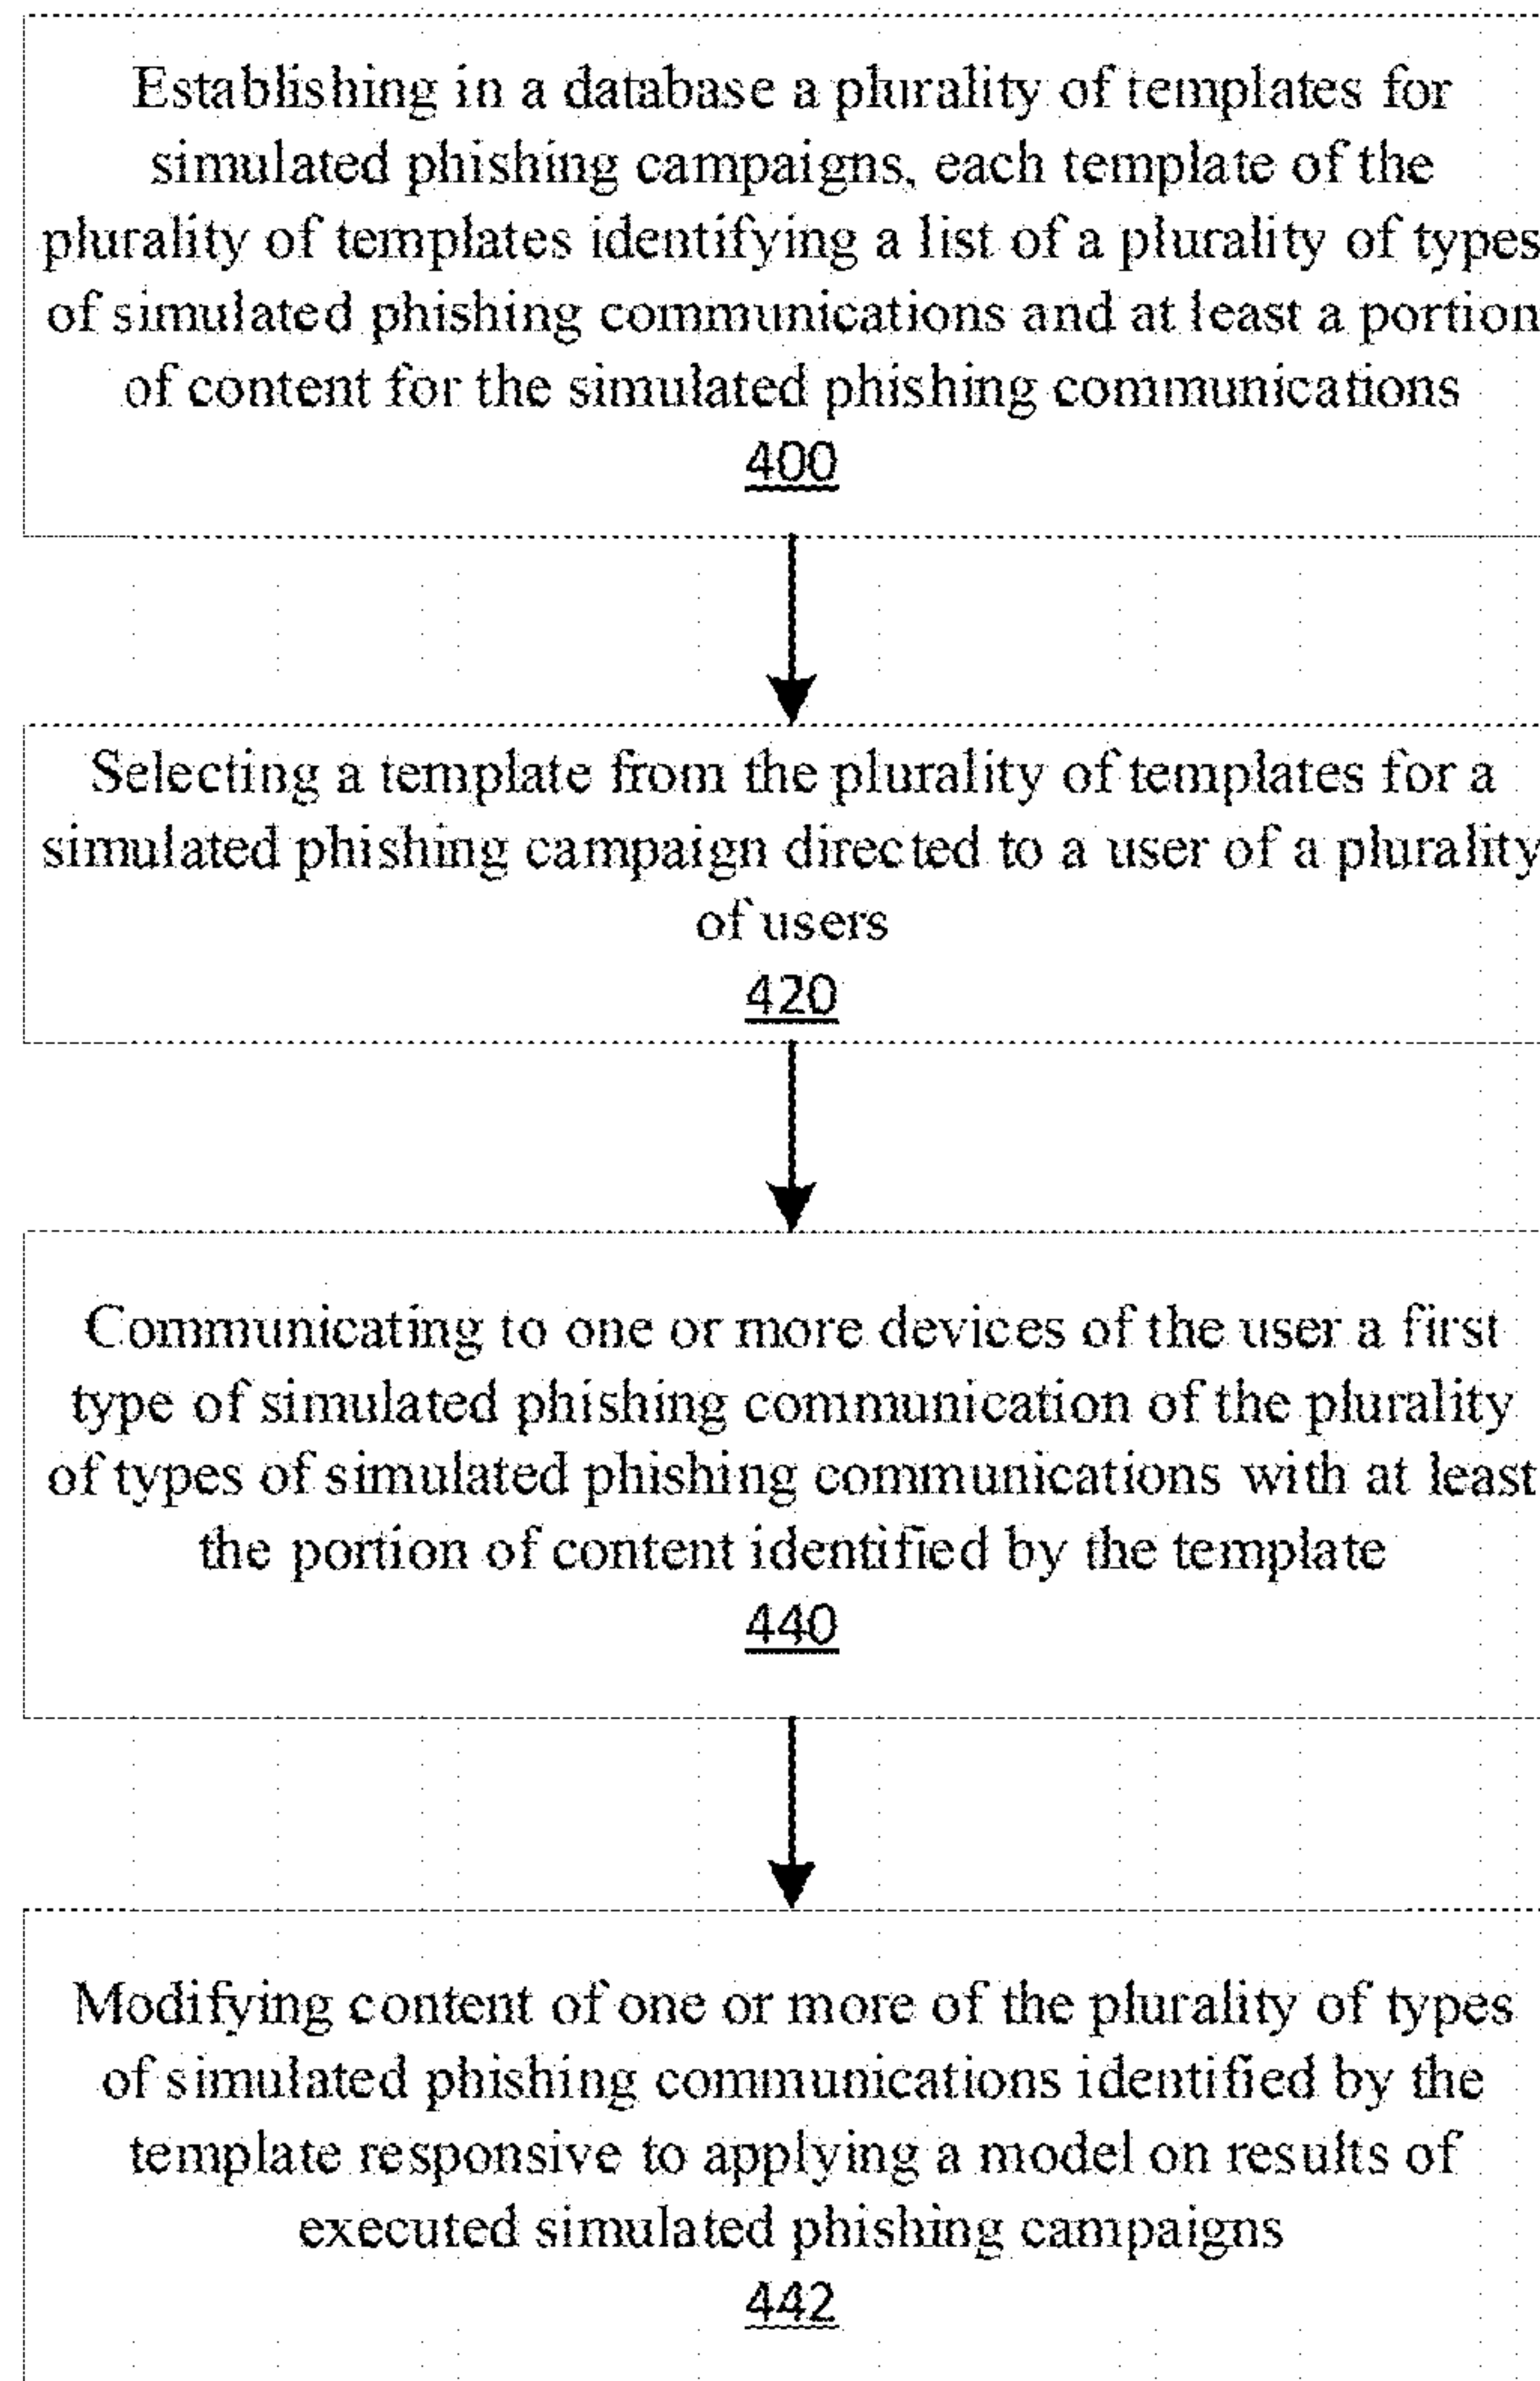 Establishing in a database a plurality of templates for
simulated phishing campaigns, each template of the
plurality of templates identifying a list of a plurality of types
of simulated phishing communications and at least a portion
of content for the simulated phishing communications
400
Selecting a template from the plurality of templates for a
simulated phishing campaign directed to a user of a plurality
of users
420
Communicating to one or more devices of the user a first
type of simulated phishing communication of the plurality
of types of simulated phishing communications with at least
the portion of content identified by the template
440
Modifying content of one or more of the plurality of types
of simulated phishing communications identified by the
template responsive to applying a model on results of
executed simulated phishing campaigns
442